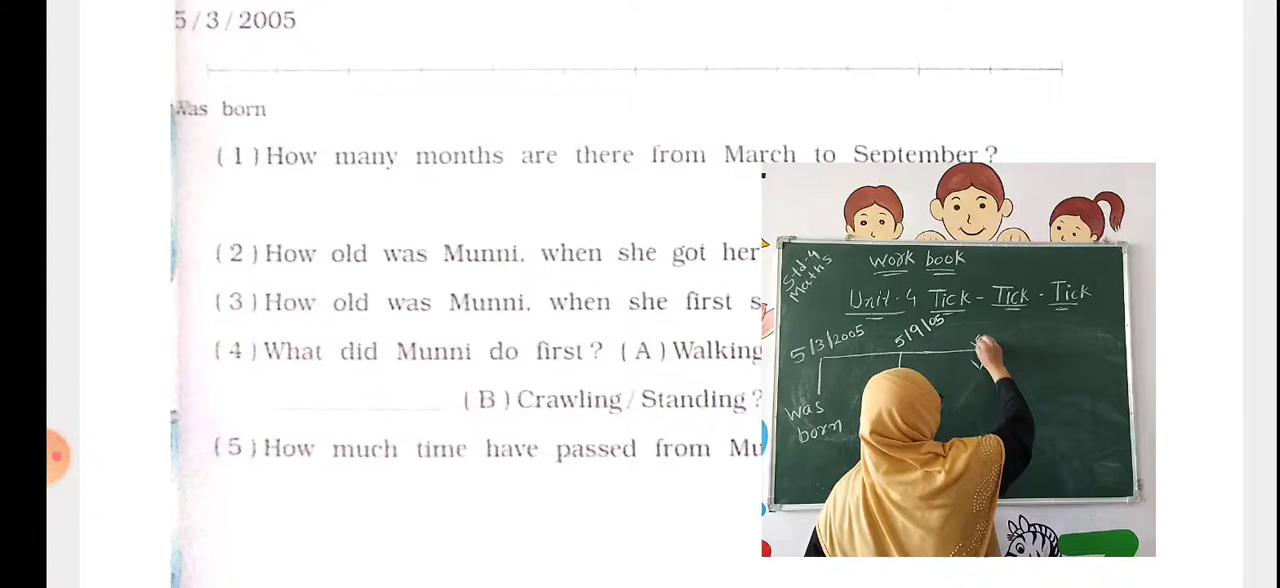 5 / 3 / 2005
Was born
( 1 ) How many months are there from March to September ?
( 2 ) How old was Munni. when she got her
( 3 ) How old was Munni. when she first s
( 4 ) What did Munni do first ? ( A ) Walking
( B ) Crawling / Standing ?
( 5 ) How much time have passed from Mu
Std-4
Maths
Work book
Unit-4 Tick - Tick - Tick
5/3/2005
5/9/05
was
born